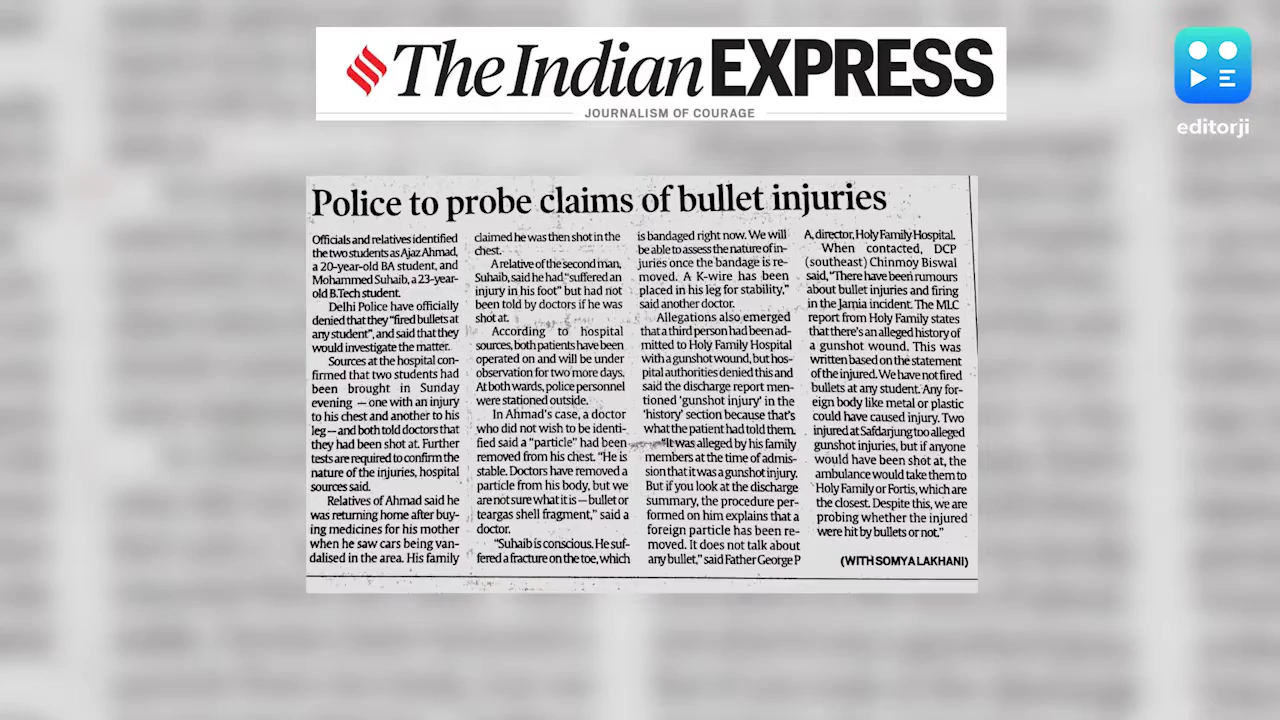 The Indian EXPRESS
JOURNALISM OF COURAGE
editorji
Police to probe claims of bullet injuries
Officials and relatives identified
the two students as Ajaz Ahmad,
a 20-year-old BA student, and
Mohammed Suhaib, a 23-year-
old B.Tech student.
Delhi Police have officially
denied that they "fired bullets at
any student", and said that they
would investigate the matter.
Sources at the hospital con-
firmed that two students had
been brought in Sunday
evening — one with an injury
to his chest and another to his
leg — and both told doctors that
they had been shot at. Further
tests are required to confirm the
nature of the injuries, hospital
sources said.
Relatives of Ahmad said he
was returning home after buy-
ing medicines for his mother
when he saw cars being van-
dalised in the area. His family
claimed he was then shot in the
chest.
A relative of the second man,
Suhaib, said he had "suffered an
injury in his foot" but had not
been told by doctors if he was
shot at.
According to hospital
sources, both patients have been
operated on and will be under
observation for two more days.
At both wards, police personnel
were stationed outside.
In Ahmad's case, a doctor
who did not wish to be identi-
fied said a "particle" had been
removed from his chest. "He is
stable. Doctors have removed a
particle from his body, but we
are not sure what it is — bullet or
teargas shell fragment," said a
doctor.
"Suhaib is conscious. He suf-
fered a fracture on the toe, which
is bandaged right now. We will
be able to assess the nature of in-
juries once the bandage is re-
moved. A K-wire has been
placed in his leg for stability,"
said another doctor.
Allegations also emerged
that a third person had been ad-
mitted to Holy Family Hospital
with a gunshot wound, but hos-
pital authorities denied this and
said the discharge report men-
tioned 'gunshot injury' in the
'history' section because that's
what the patient had told them.
"It was alleged by his family
members at the time of admis-
sion that it was a gunshot injury.
But if you look at the discharge
summary, the procedure per-
formed on him explains that a
foreign particle has been re-
moved. It does not talk about
any bullet," said Father George P
A, director, Holy Family Hospital.
When contacted, DCP
(southeast) Chinmoy Biswal
said, "There have been rumours
about bullet injuries and firing
in the Jamia incident. The MLC
report from Holy Family states
that there's an alleged history of
a gunshot wound. This was
written based on the statement
of the injured. We have not fired
bullets at any student. Any for-
eign body like metal or plastic
could have caused injury. Two
injured at Safdarjung too alleged
gunshot injuries, but if anyone
would have been shot at, the
ambulance would take them to
Holy Family or Fortis, which are
the closest. Despite this, we are
probing whether the injured
were hit by bullets or not."
(WITH SOMYA LAKHANI)